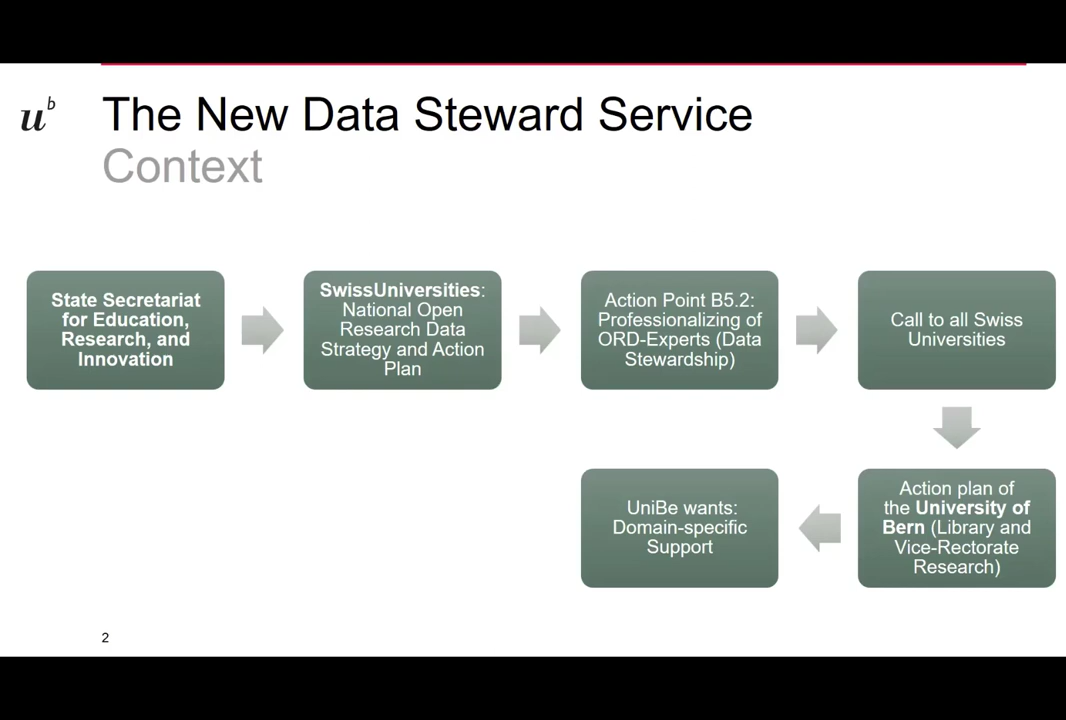 u b
The New Data Steward Service
Context
State Secretariat
for Education,
Research, and
Innovation
SwissUniversities:
National Open
Research Data
Strategy and Action
Plan
Action Point B5.2:
Professionalizing of
ORD-Experts (Data
Stewardship)
Call to all Swiss
Universities
Action plan of
the University of
Bern (Library and
Vice-Rectorate
Research)
UniBe wants:
Domain-specific
Support
2